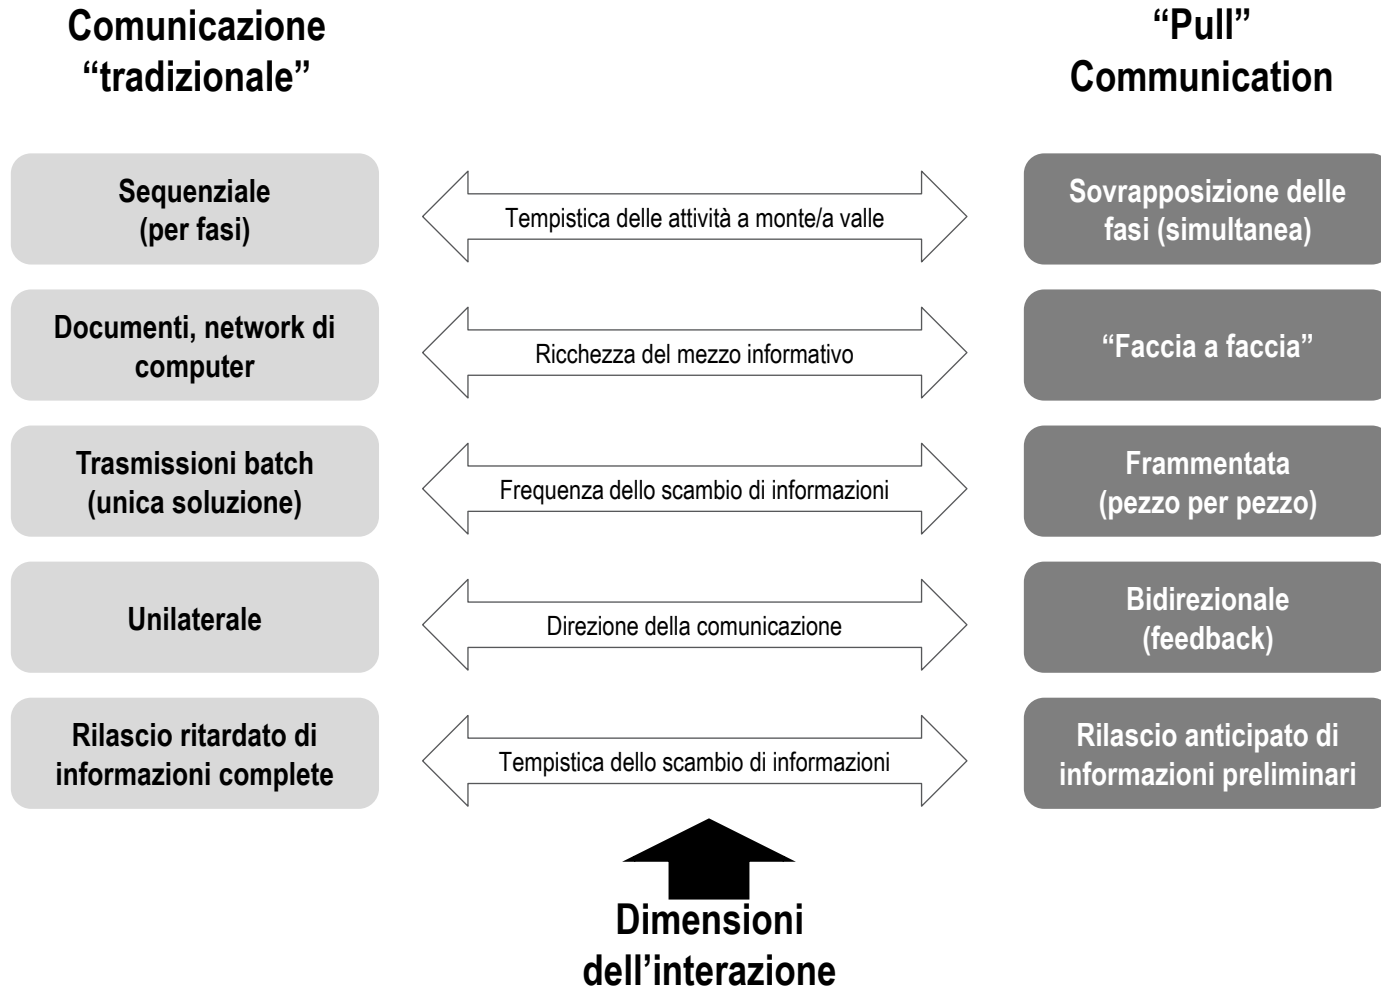 Comunicazione
“tradizionale”
“Pull”
Communication
Sequenziale
(per fasi)
Tempistica delle attività a monte/a valle
Sovrapposizione delle
fasi (simultanea)
Documenti, network di
computer
Ricchezza del mezzo informativo
“Faccia a faccia”
Trasmissioni batch
(unica soluzione)
Frequenza dello scambio di informazioni
Frammentata
(pezzo per pezzo)
Unilaterale
Direzione della comunicazione
Bidirezionale
(feedback)
Rilascio ritardato di
informazioni complete
Tempistica dello scambio di informazioni
Rilascio anticipato di
informazioni preliminari
Dimensioni
dell’interazione